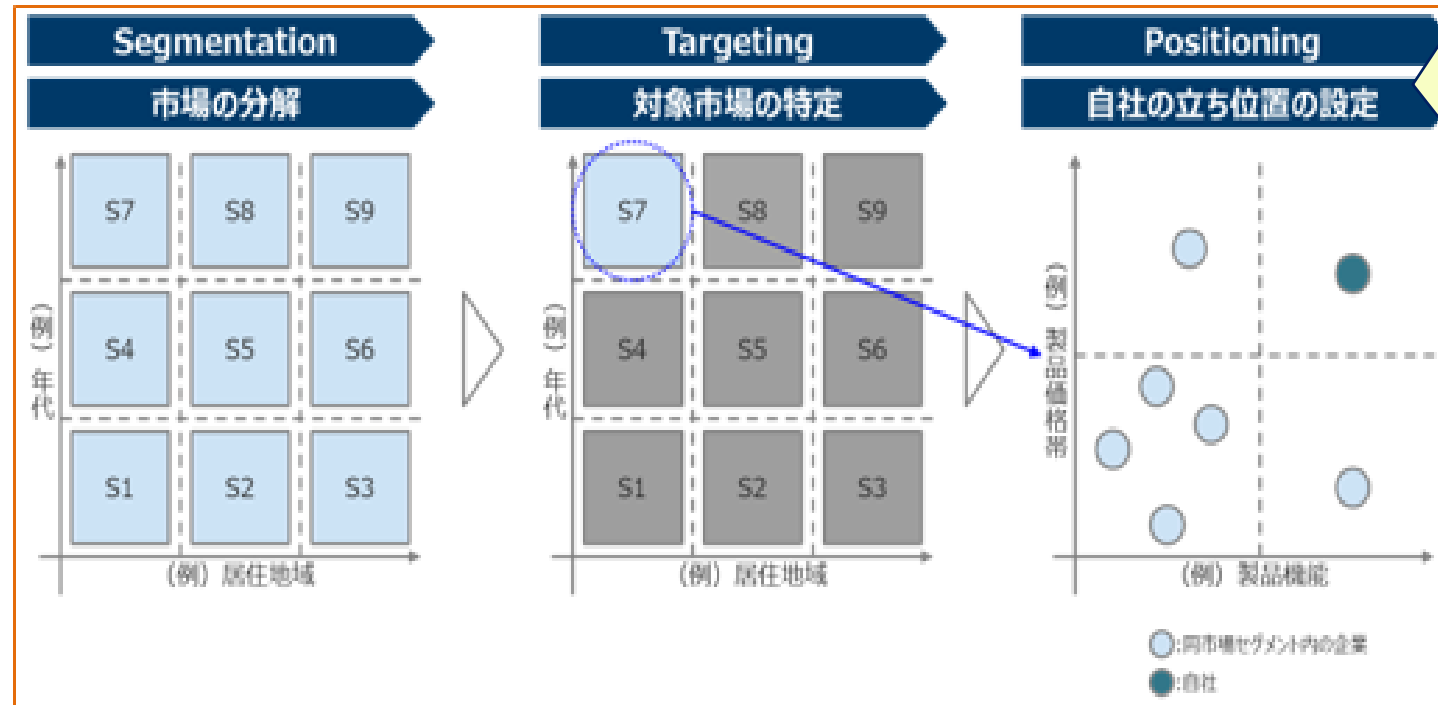 Segmentation
市場の分解
S7 S8 S9
S4 S5 S6
S1 S2 S3
(例) 年代
(例) 居住地域
Targeting
対象市場の特定
S7 S8 S9
S4 S5 S6
S1 S2 S3
(例) 年代
(例) 居住地域
Positioning
自社の立ち位置の設定
(例) 製品価格帯
(例) 製品機能
:同市場セグメント内の企業
:自社